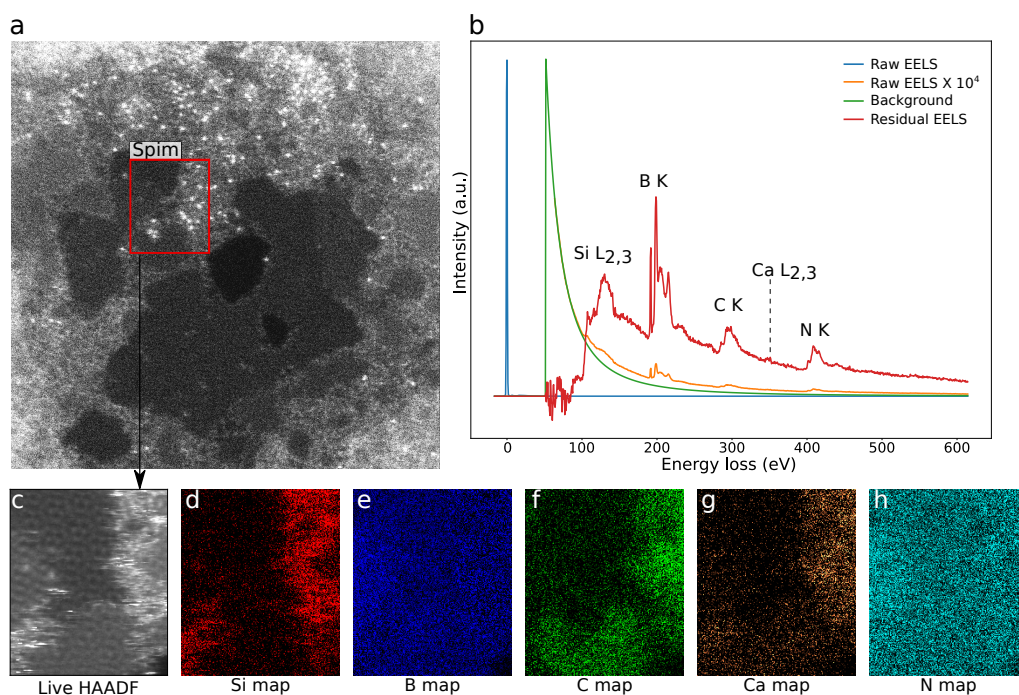 a
b
Spim
Raw EELS
Raw EELS X 10⁴
Background
Residual EELS
B K
Si L₂,₃
Ca L₂,₃
C K
N K
Intensity (a.u.)
0 100 200 300 400 500 600
Energy loss (eV)
c d e f g h
Live HAADF Si map B map C map Ca map N map